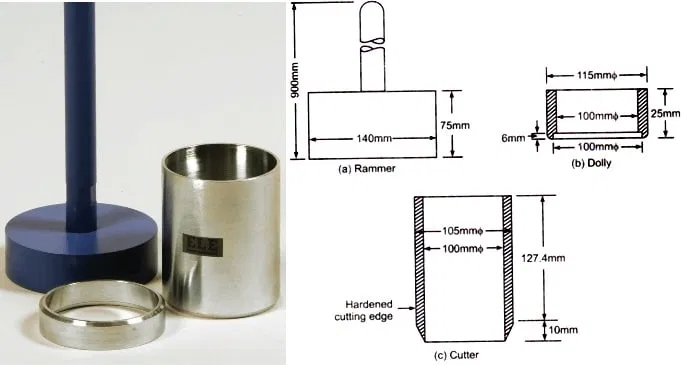 ELE
900mm
140mm
75mm
(a) Rammer
115mmϕ
100mmϕ
25mm
6mm
100mmϕ
(b) Dolly
105mmϕ
100mmϕ
127.4mm
Hardened
cutting edge
10mm
(c) Cutter